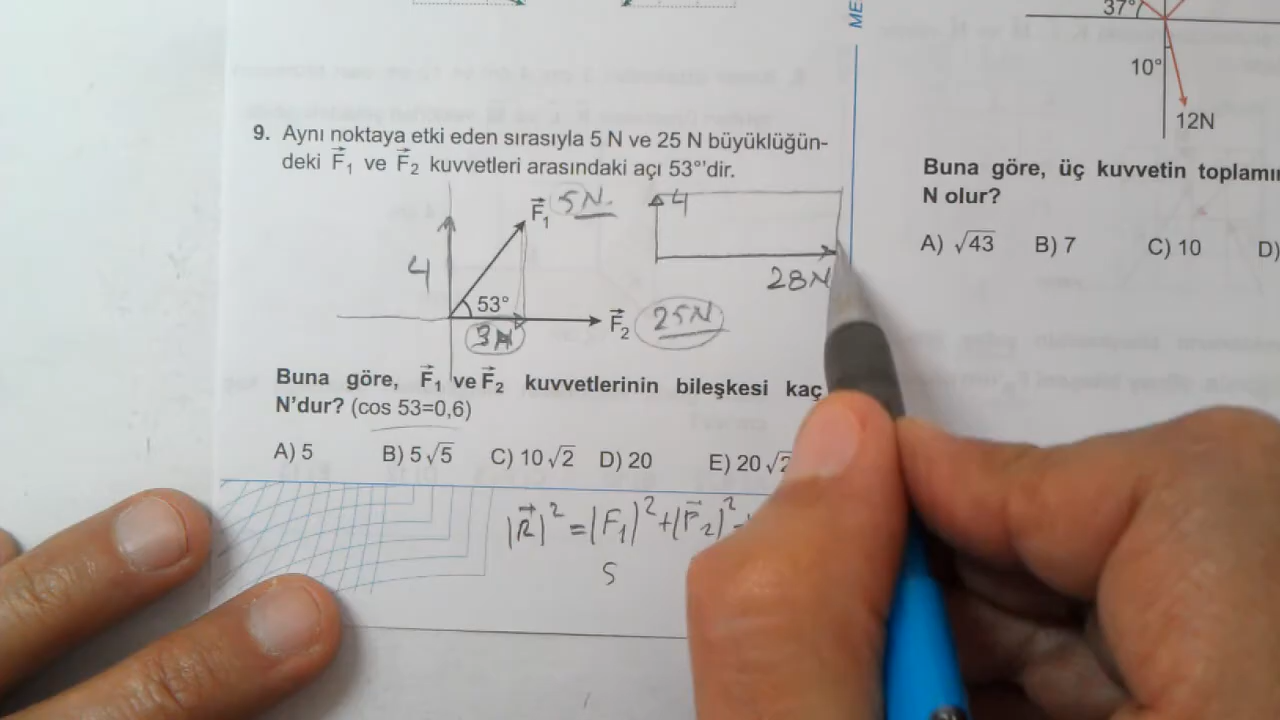 ME
37°
10°
12N
9. Aynı noktaya etki eden sırasıyla 5 N ve 25 N büyüklüğün-
deki F₁ ve F₂ kuvvetleri arasındaki açı 53°'dir.
F₁ 5N
4
28N
4
53°
3N
F₂ 25N
Buna göre, F₁ ve F₂ kuvvetlerinin bileşkesi kaç
N'dur? (cos 53=0,6)
A) 5 B) 5√5 C) 10√2 D) 20 E) 20√2
|R|² = |F₁|² + |F₂|²
5
Buna göre, üç kuvvetin toplamı
N olur?
A) √43 B) 7 C) 10 D)